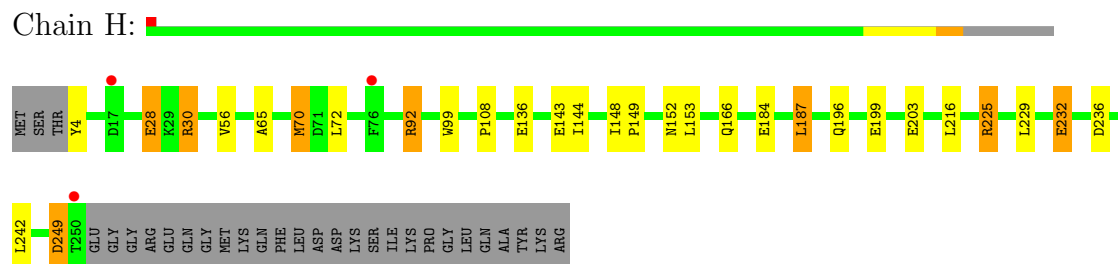 Chain H:
MET SER THR Y4 D17 E28 K29 R30 V56 A65 M70 D71 L72 F76 R92 W99 P108 E136 E143 I144 I148 P149 N152 L153 Q166 E184 L187 Q196 E199 E203 L216 R225 L229 E232 D236
L242 D249 T250 GLU GLY GLY ARG GLU GLN GLY MET LYS GLN PHE LEU ASP ASP LYS SER ILE LYS PRO GLY LEU GLN ALA TYR LYS ARG